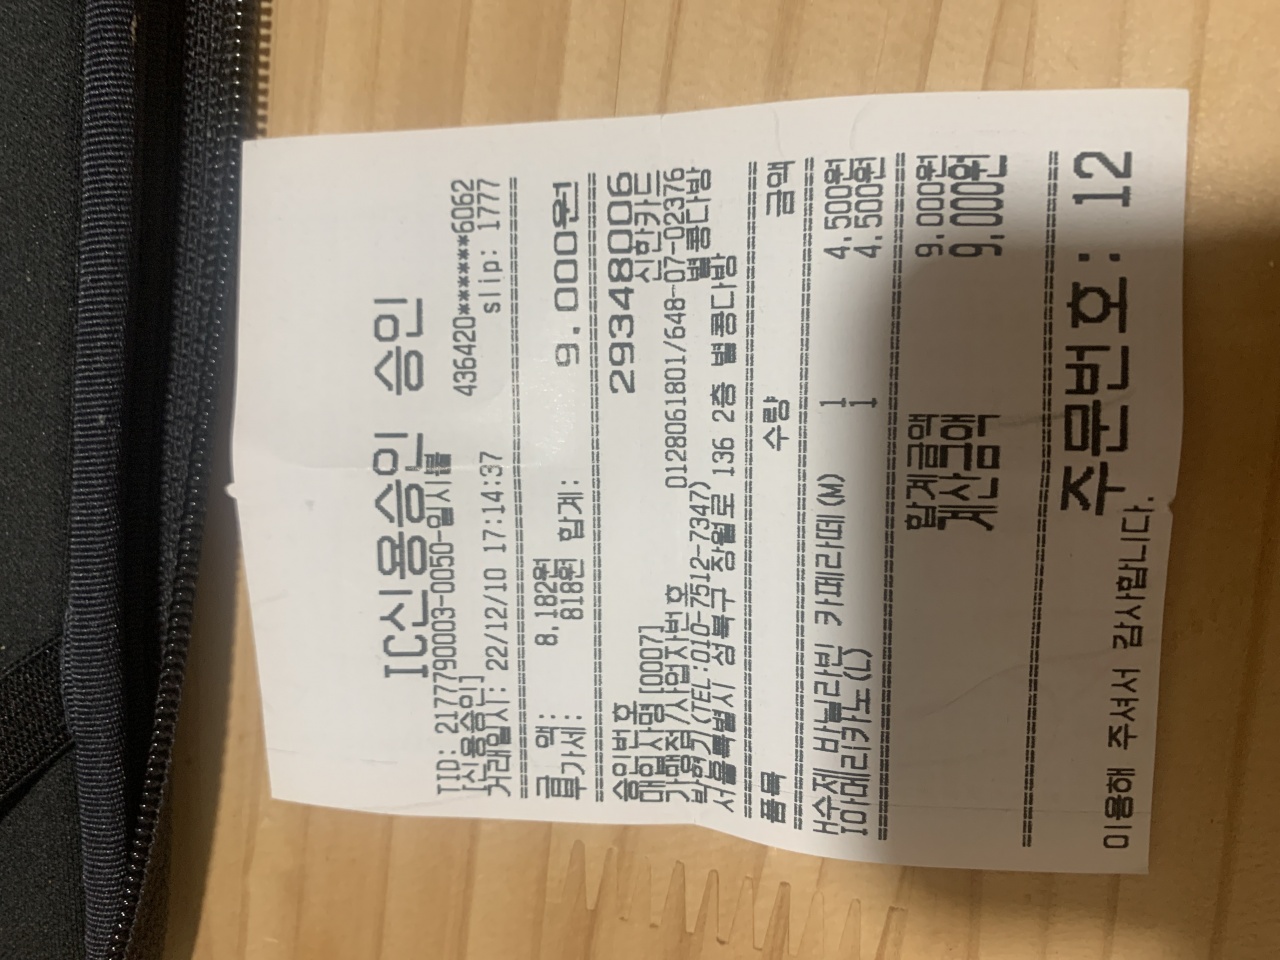 IC신용승인 승인
TID: 2177790003-0050-일시불
[신용승인] 436420******6062
거래일시: 22/12/10 17:14:37 slip: 1777
금 액: 8.182원
부가세: 818원 합계: 9.000원
승인번호 29348006
매입사명 [0007] 신한카드
가맹점/사업자번호 0128061801/648-07-02376
(TEL:010-7512-7347) 별콩다방
서울특별시 성북구 장월로 136 2층 별콩다방
품목 수량 금액
H수제바닐라빈 카페라떼(M) 1 4.500원
I아메리카노(L) 1 4.500원
합계금액 9.000원
계산금액 9.000원
주문번호: 12
이용해 주셔서 감사합니다.